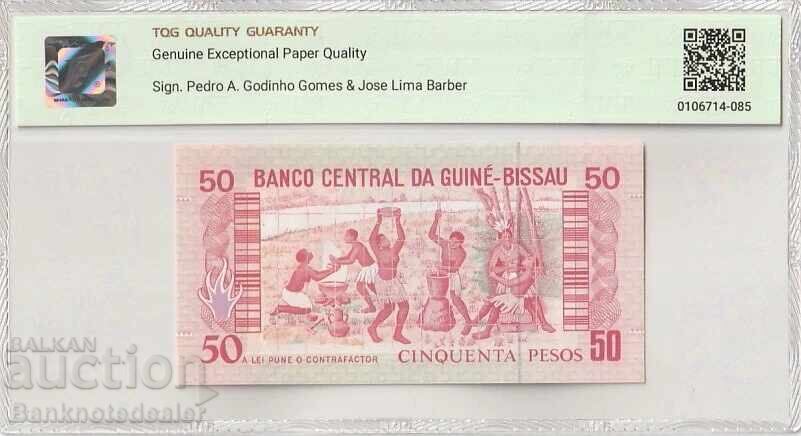 TQG QUALITY GUARANTY
Genuine Exceptional Paper Quality
Sign. Pedro A. Godinho Gomes & Jose Lima Barber
0106714-085
50 BANCO CENTRAL DA GUINÉ-BISSAU 50
50 A LEI PUNE O CONTRAFACTOR CINQUENTA PESOS 50
BALKAN
auction
Banknotedealer